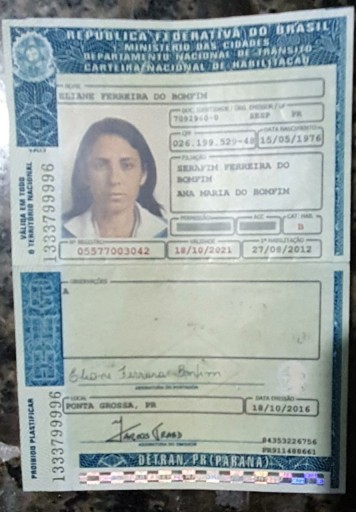 REPÚBLICA FEDERATIVA DO BRASIL
MINISTÉRIO DAS CIDADES
DEPARTAMENTO NACIONAL DE TRÂNSITO
CARTEIRA NACIONAL DE HABILITAÇÃO
NOME
ELIANE FERREIRA DO BOMFIM
DOC. IDENTIDADE / ÓRG. EMISSOR / UF
SESP PR
CPF
DATA NASCIMENTO
026.199.529-48
15/05/1976
FILIAÇÃO
SERAFIM FERREIRA DO
BOMFIM
ANA MARIA DO BOMFIM
PERMISSÃO
ACC
CAT. HAB.
B
Nº REGISTRO
VALIDADE
1ª HABILITAÇÃO
05577003042
18/10/2021
27/06/2012
VÁLIDA EM TODO
O TERRITÓRIO NACIONAL
1333799996
OBSERVAÇÕES
A
Eliane Ferreira Bomfim
ASSINATURA DO PORTADOR
LOCAL
DATA EMISSÃO
PONTA GROSSA, PR
18/10/2016
ASSINATURA DO EMISSOR
64353226756
PR911488661
PROIBIDO PLASTIFICAR
1333799996
DETRAN, PR (PARANÁ)